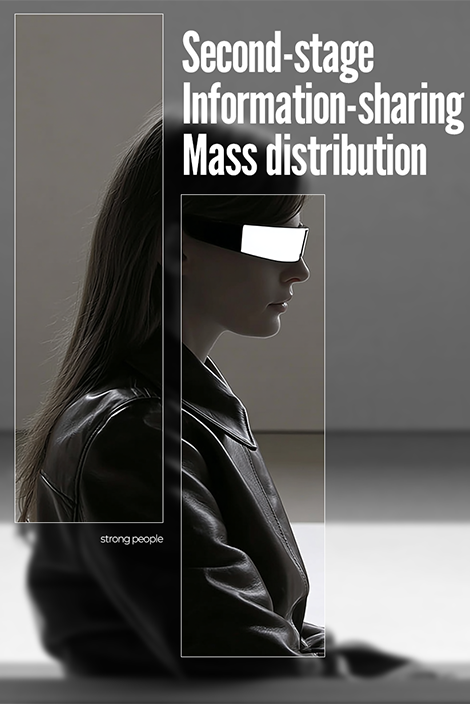 Second-stage
Information-sharing
Mass distribution
strong people